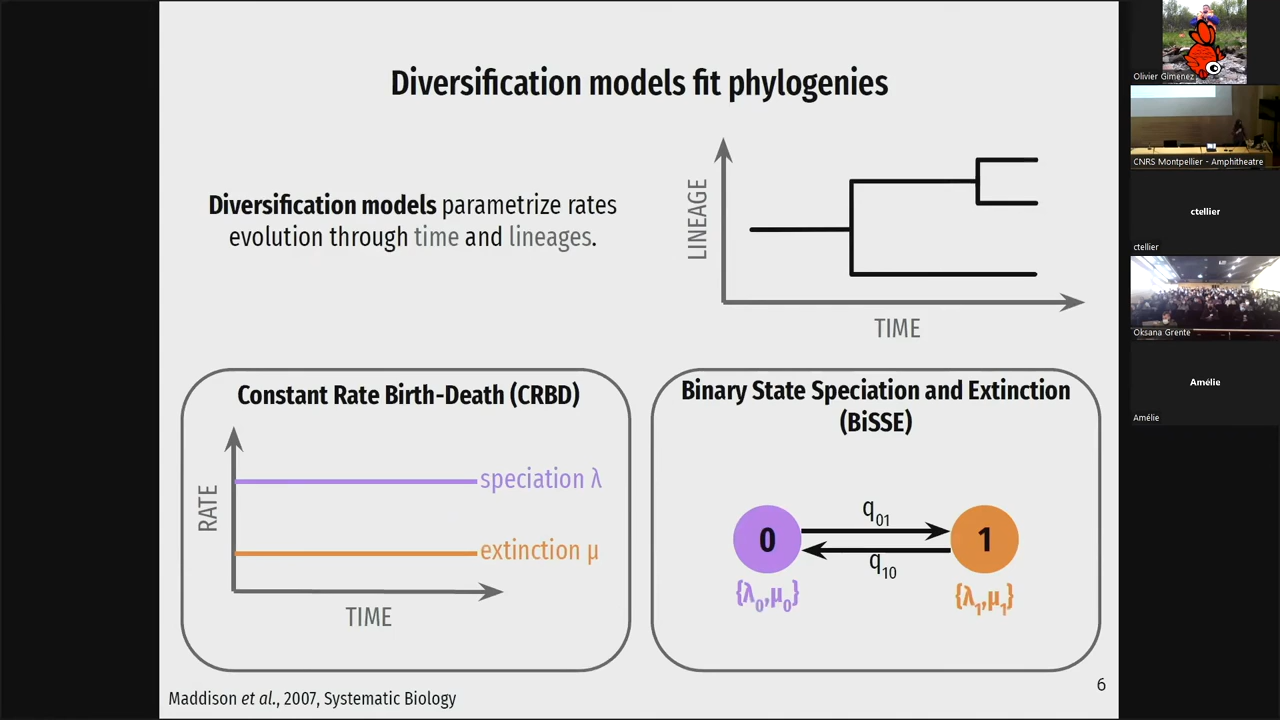 Diversification models fit phylogenies
Diversification models parametrize rates
evolution through time and lineages.
LINEAGE
TIME
Constant Rate Birth-Death (CRBD)
RATE
speciation λ
extinction μ
TIME
Binary State Speciation and Extinction
(BiSSE)
0
q01
q10
1
{λ0,μ0}
{λ1,μ1}
Maddison et al., 2007, Systematic Biology
6
Olivier Gimenez
CNRS Montpellier - Amphitheatre
ctellier
ctellier
Oksana Grente
Amélie
Amélie